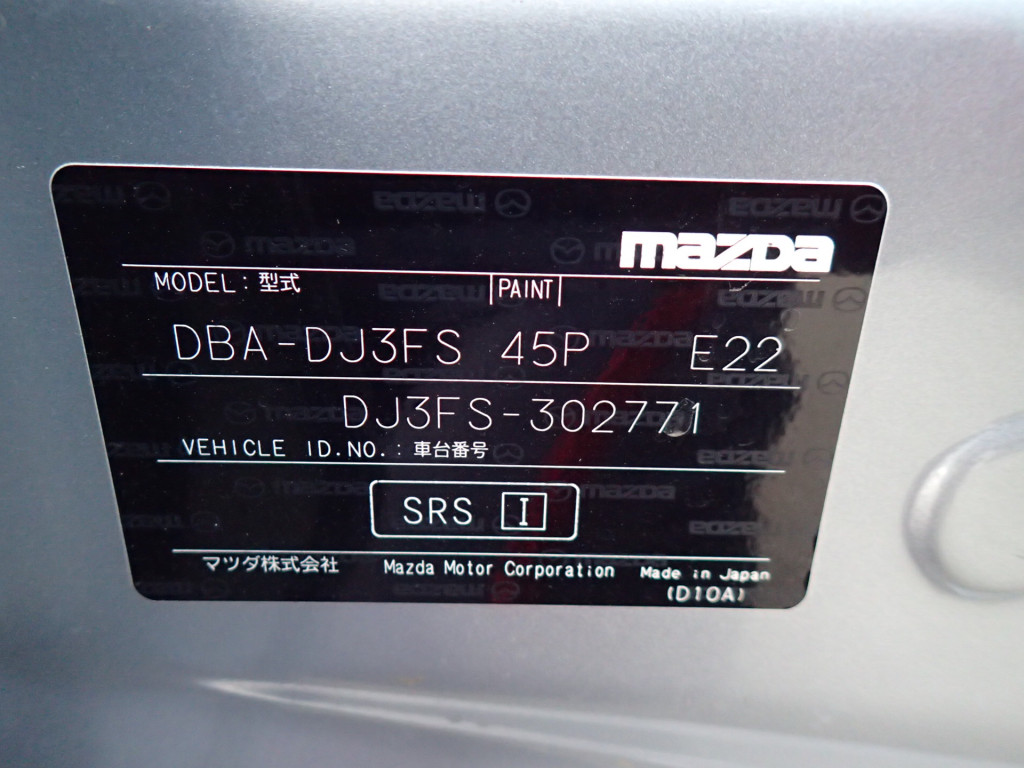 mazda
MODEL : 型式 PAINT
DBA-DJ3FS 45P E22
DJ3FS-302771
VEHICLE ID.NO. : 車台番号
SRS I
マツダ株式会社 Mazda Motor Corporation Made in Japan
(D10A)